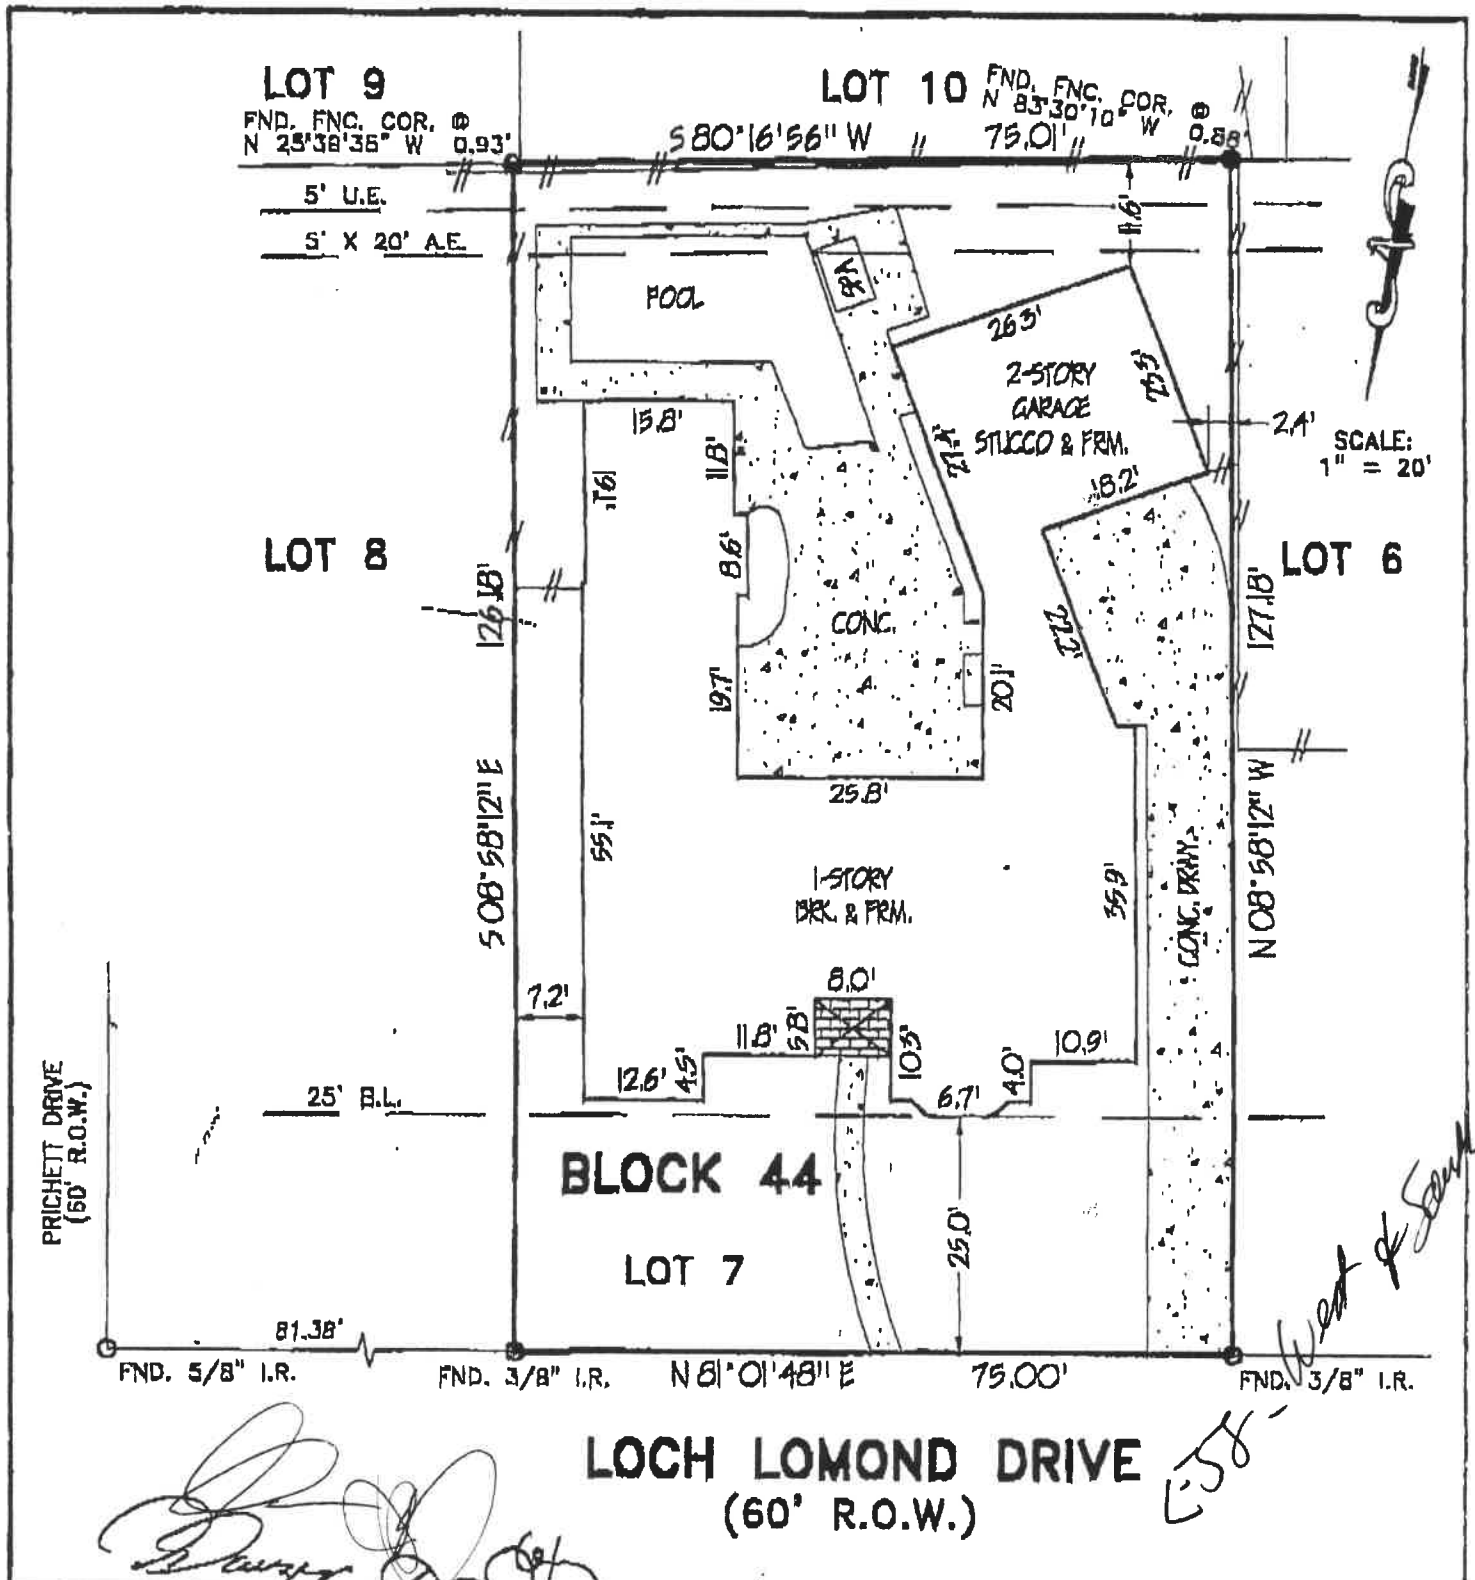 LOT 9
FND. FNC. COR. @
N 25°38'36" W 0.93'
LOT 10
FND. FNC. COR. @
N 83°30'10" W 0.88'
S 80°16'56" W 75.01'
5' U.E.
5' X 20' A.E.
11.6'
POOL
SPA
26.3'
2-STORY
GARAGE
STUCCO & FRM.
2.4'
SCALE:
1" = 20'
15.8'
11.8'
19.1'
27.4'
18.2'
LOT 8
8.6'
LOT 6
126.18'
CONC.
22.2'
127.18'
19.7'
20.1'
25.8'
S 08°58'12" E
55.1'
1-STORY
BRK. & FRM.
35.9'
CONC. DRWY.
N 08°58'12" W
7.2'
8.0'
11.8'
5.8'
10.3'
10.9'
12.6'
4.5'
6.7'
4.0'
25' B.L.
PRICHETT DRIVE
(60' R.O.W.)
BLOCK 44
25.0'
LOT 7
81.38'
FND. 5/8" I.R.
FND. 3/8" I.R.
N 81°01'48" E 75.00'
FND. 3/8" I.R.
West &
LOCH LOMOND DRIVE
(60' R.O.W.)